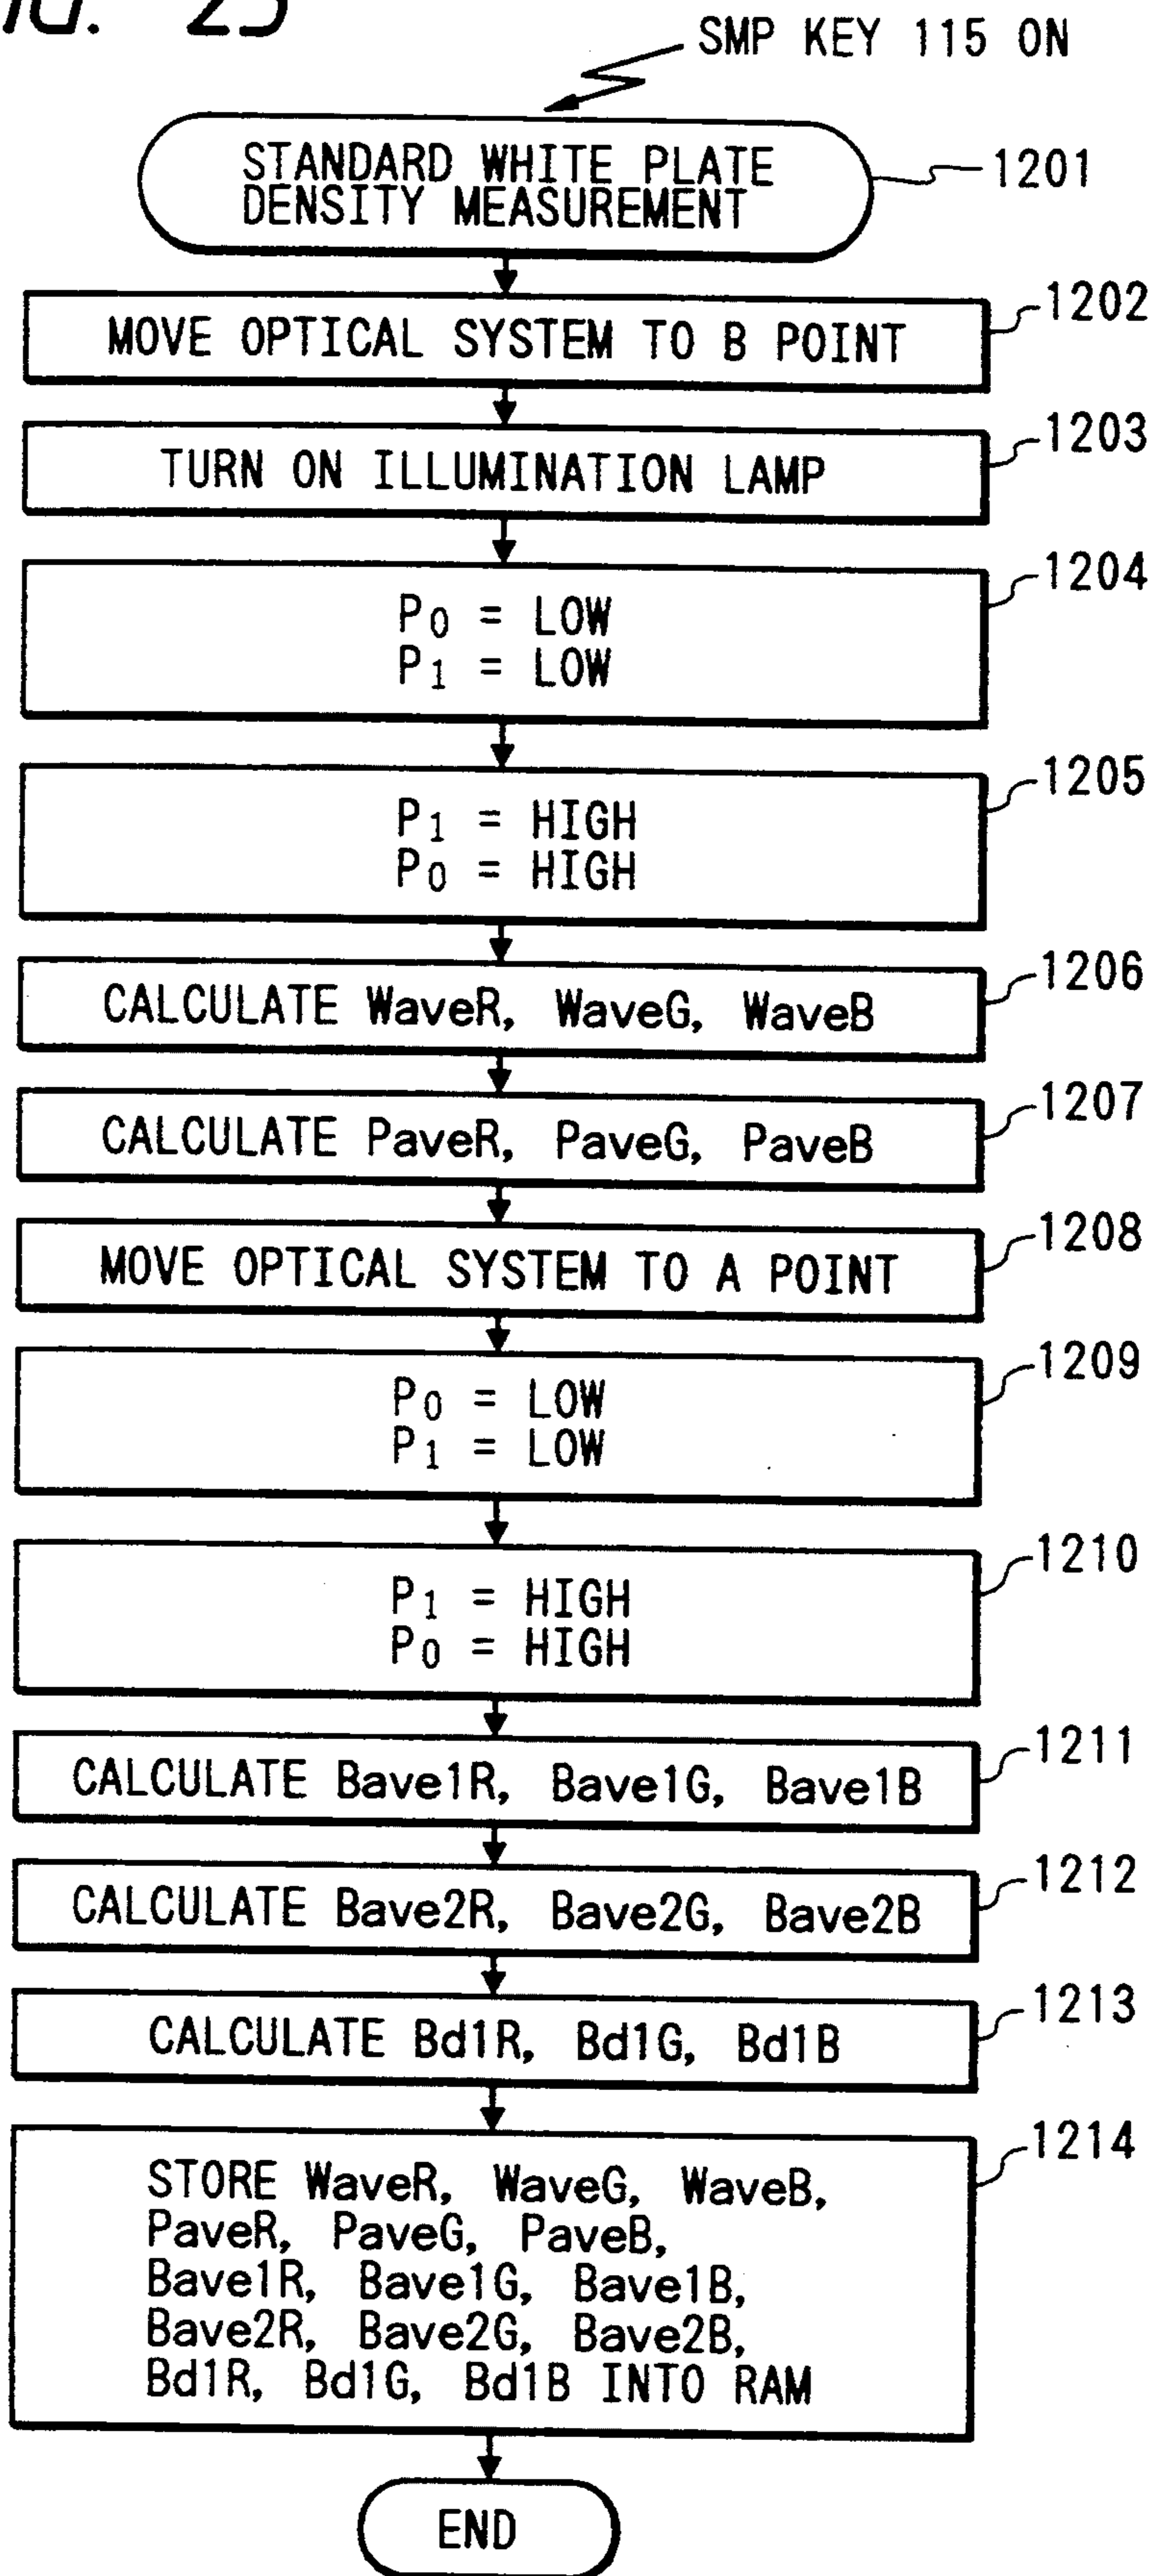 FIG. 25
SMP KEY 115 ON
STANDARD WHITE PLATE
DENSITY MEASUREMENT
1201
MOVE OPTICAL SYSTEM TO B POINT
1202
TURN ON ILLUMINATION LAMP
1203
P0 = LOW
P1 = LOW
1204
P1 = HIGH
P0 = HIGH
1205
CALCULATE WaveR, WaveG, WaveB
1206
CALCULATE PaveR, PaveG, PaveB
1207
MOVE OPTICAL SYSTEM TO A POINT
1208
P0 = LOW
P1 = LOW
1209
P1 = HIGH
P0 = HIGH
1210
CALCULATE Bave1R, Bave1G, Bave1B
1211
CALCULATE Bave2R, Bave2G, Bave2B
1212
CALCULATE Bd1R, Bd1G, Bd1B
1213
STORE WaveR, WaveG, WaveB,
PaveR, PaveG, PaveB,
Bave1R, Bave1G, Bave1B,
Bave2R, Bave2G, Bave2B,
Bd1R, Bd1G, Bd1B INTO RAM
1214
END